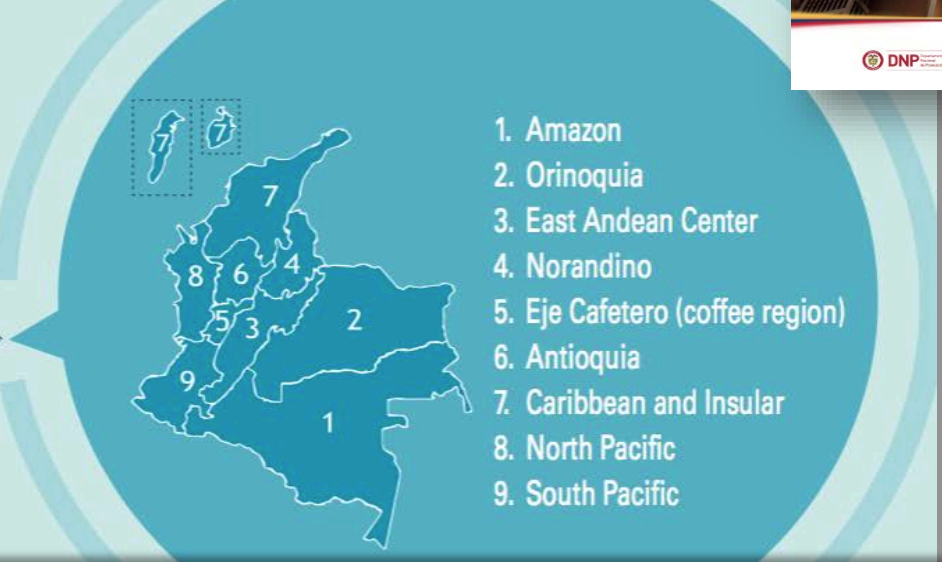 DNP
7
7
7
8
6
4
5
3
2
9
1
1. Amazon
2. Orinoquia
3. East Andean Center
4. Norandino
5. Eje Cafetero (coffee region)
6. Antioquia
7. Caribbean and Insular
8. North Pacific
9. South Pacific